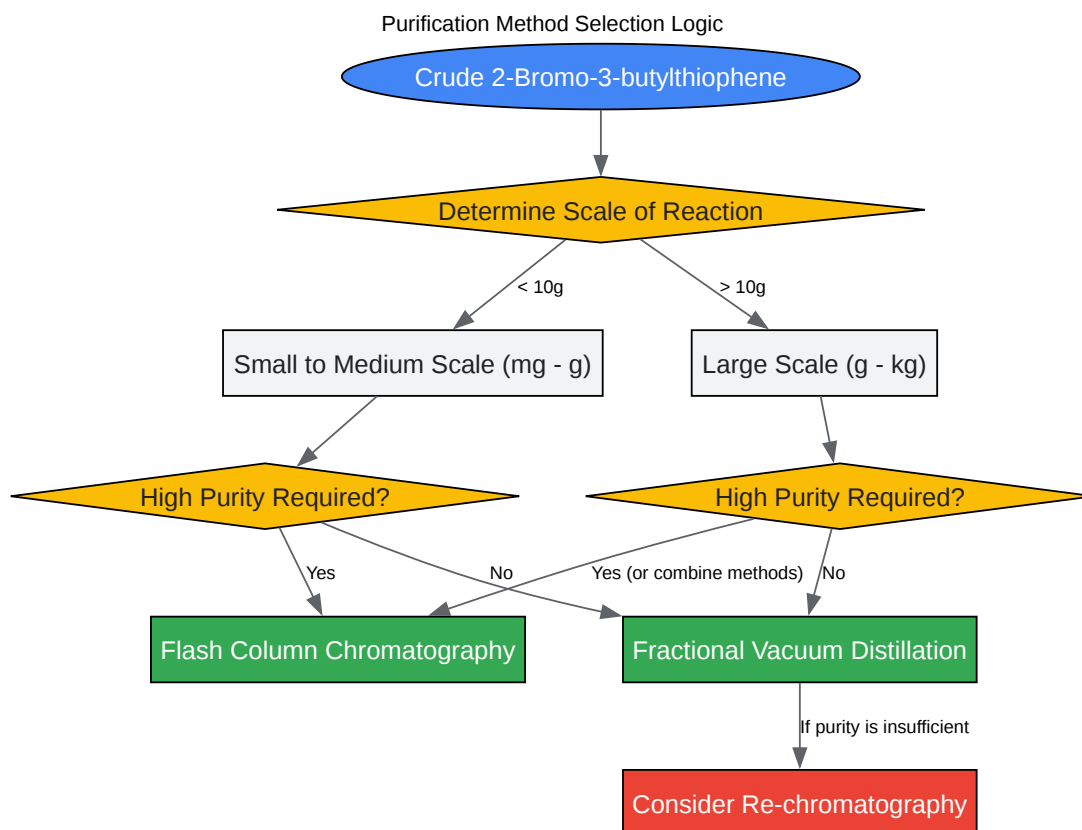 Purification Method Selection Logic
Crude 2-Bromo-3-butylthiophene
Determine Scale of Reaction
< 10g
> 10g
Small to Medium Scale (mg - g)
Large Scale (g - kg)
High Purity Required?
High Purity Required?
Yes
No
Yes (or combine methods)
No
Flash Column Chromatography
Fractional Vacuum Distillation
If purity is insufficient
Consider Re-chromatography